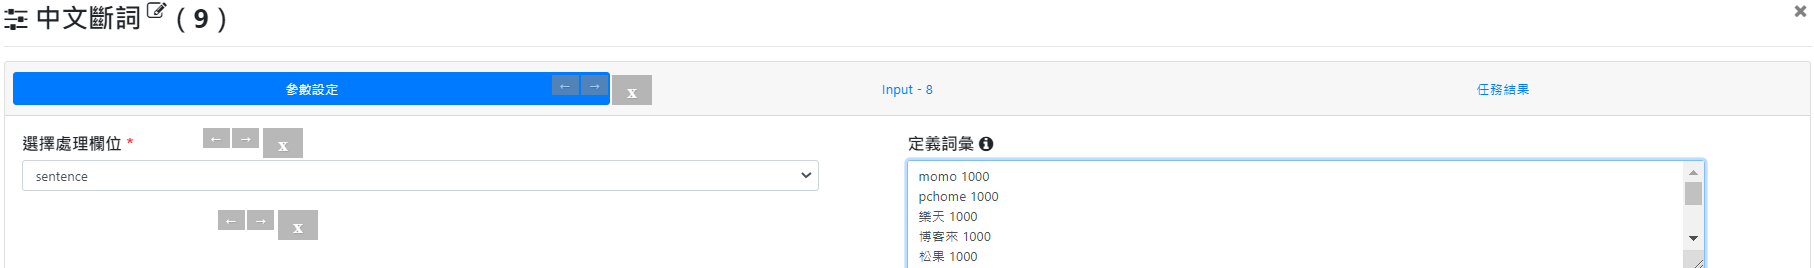 中文斷詞 ( 9 )
×
參數設定 ← → x
Input - 8
任務結果
選擇處理欄位 * ← → x
sentence
← → x
定義詞彙
momo 1000
pchome 1000
樂天 1000
博客來 1000
松果 1000